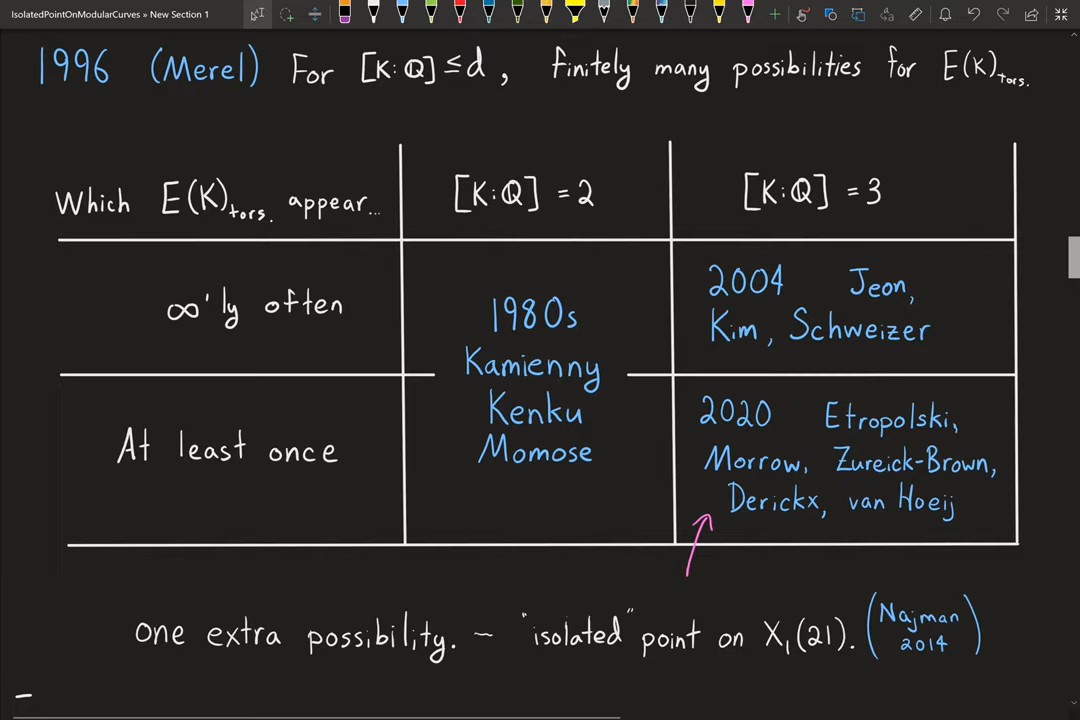 IsolatedPointOnModularCurves » New Section 1
1996 (Merel) For [K:Q] ≤ d, finitely many possibilities for E(K)tors.
Which E(K)tors. appear...
[K:Q] = 2
[K:Q] = 3
∞'ly often
1980s
Kamienny
Kenku
Momose
2004 Jeon,
Kim, Schweizer
At least once
2020 Etropolski,
Morrow, Zureick-Brown,
Derickx, van Hoeij
One extra possibility. ~ "isolated" point on X₁(21). (Najman 2014)